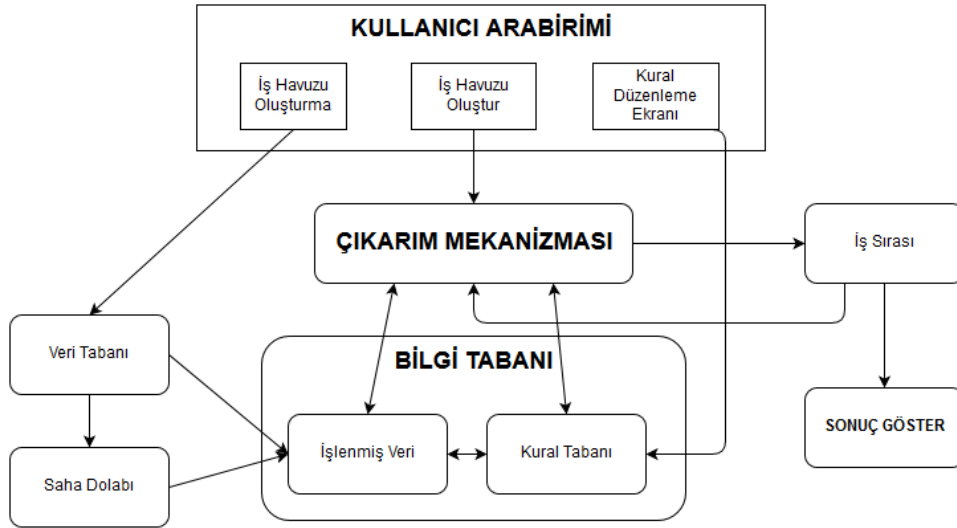 KULLANICI ARABİRİMİ
İş Havuzu
Oluşturma
İş Havuzu
Oluştur
Kural
Düzenleme
Ekranı
ÇIKARIM MEKANİZMASI
İş Sırası
Veri Tabanı
BİLGİ TABANI
İşlenmiş Veri
Kural Tabanı
SONUÇ GÖSTER
Saha Dolabı